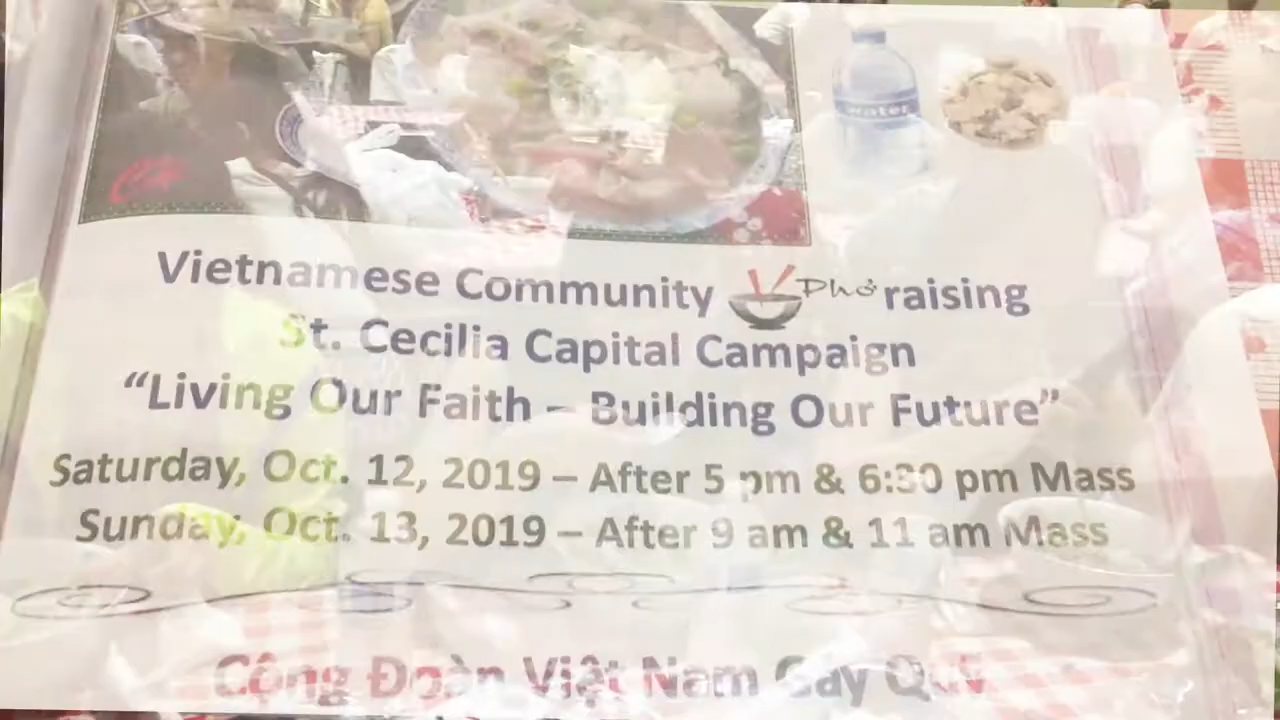 water
Vietnamese Community Phở raising
St. Cecilia Capital Campaign
“Living Our Faith – Building Our Future”
Saturday, Oct. 12, 2019 – After 5 pm & 6:30 pm Mass
Sunday, Oct. 13, 2019 – After 9 am & 11 am Mass
Cộng Đoàn Việt Nam Gây Quỹ